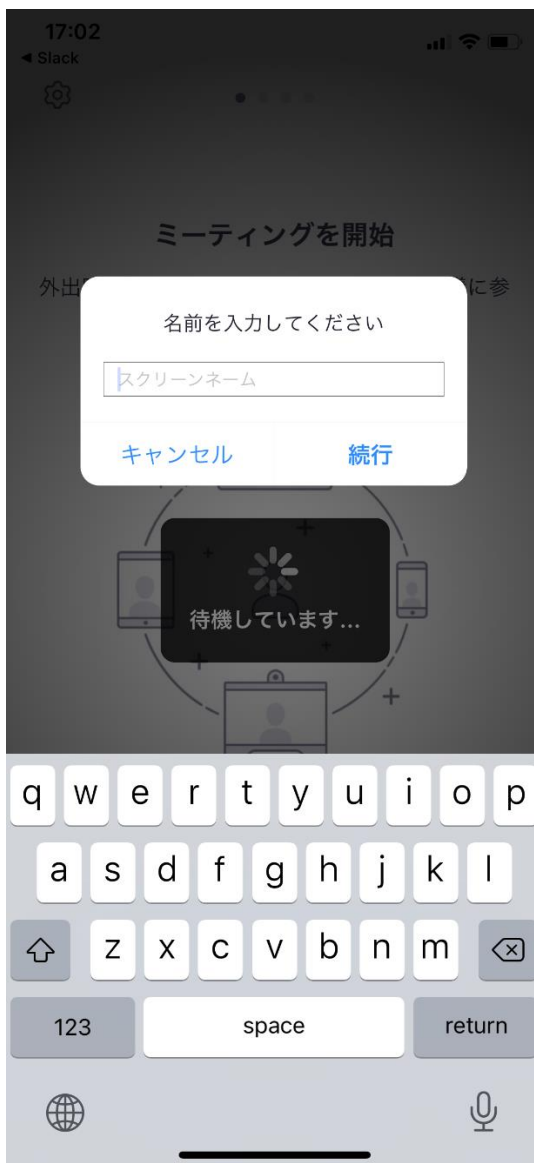 17:02
◀ Slack
ミーティングを開始
外出
に参
名前を入力してください
スクリーンネーム
キャンセル 続行
待機しています...
q w e r t y u i o p
a s d f g h j k l
z x c v b n m
123 space return